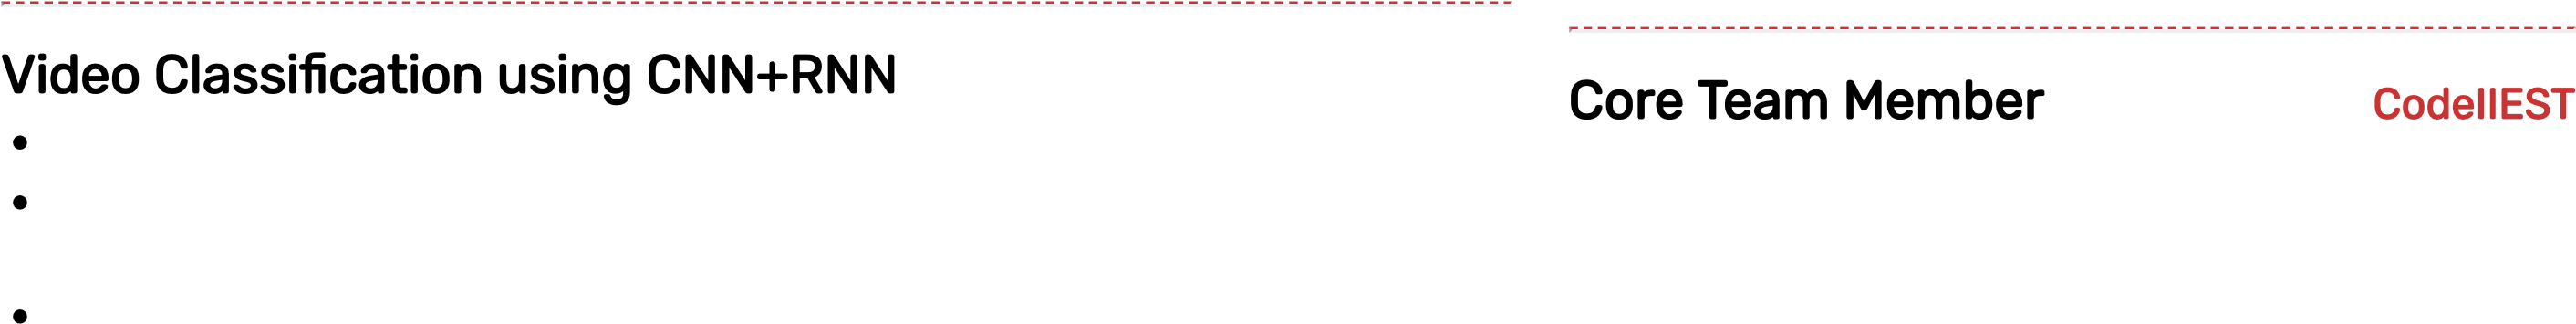 Video Classification using CNN+RNN
•
•
•
Core Team Member
CodeIIEST